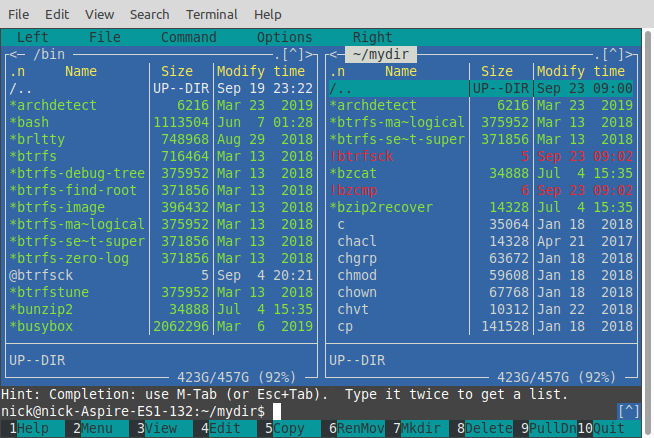 File Edit View Search Terminal Help
Left File Command Options Right
<─ /bin .[^]>
.n Name Size Modify time
/.. UP--DIR Sep 19 23:22
*archdetect 6216 Mar 23 2019
*bash 1113504 Jun 7 01:28
*brltty 748968 Aug 29 2018
*btrfs 716464 Mar 13 2018
*btrfs-debug-tree 375952 Mar 13 2018
*btrfs-find-root 371856 Mar 13 2018
*btrfs-image 396432 Mar 13 2018
*btrfs-ma~logical 375952 Mar 13 2018
*btrfs-se~t-super 371856 Mar 13 2018
*btrfs-zero-log 371856 Mar 13 2018
@btrfsck 5 Sep 4 20:21
*btrfstune 375952 Mar 13 2018
*bunzip2 34888 Jul 4 15:35
*busybox 2062296 Mar 6 2019
UP--DIR
423G/457G (92%)
<─ ~/mydir .[^]>
.n Name Size Modify time
/.. UP--DIR Sep 23 09:00
*archdetect 6216 Mar 23 2019
*btrfs-ma~logical 375952 Mar 13 2018
*btrfs-se~t-super 371856 Mar 13 2018
!btrfsck 5 Sep 23 09:02
*bzcat 34888 Jul 4 15:35
!bzcmp 6 Sep 23 09:02
*bzip2recover 14328 Jul 4 15:35
c 35064 Jan 18 2018
chacl 14328 Apr 21 2017
chgrp 63672 Jan 18 2018
chmod 59608 Jan 18 2018
chown 67768 Jan 18 2018
chvt 10312 Jan 22 2018
cp 141528 Jan 18 2018
UP--DIR
423G/457G (92%)
Hint: Completion: use M-Tab (or Esc+Tab). Type it twice to get a list.
nick@nick-Aspire-ES1-132:~/mydir$ [^]
1Help 2Menu 3View 4Edit 5Copy 6RenMov 7Mkdir 8Delete 9PullDn 10Quit